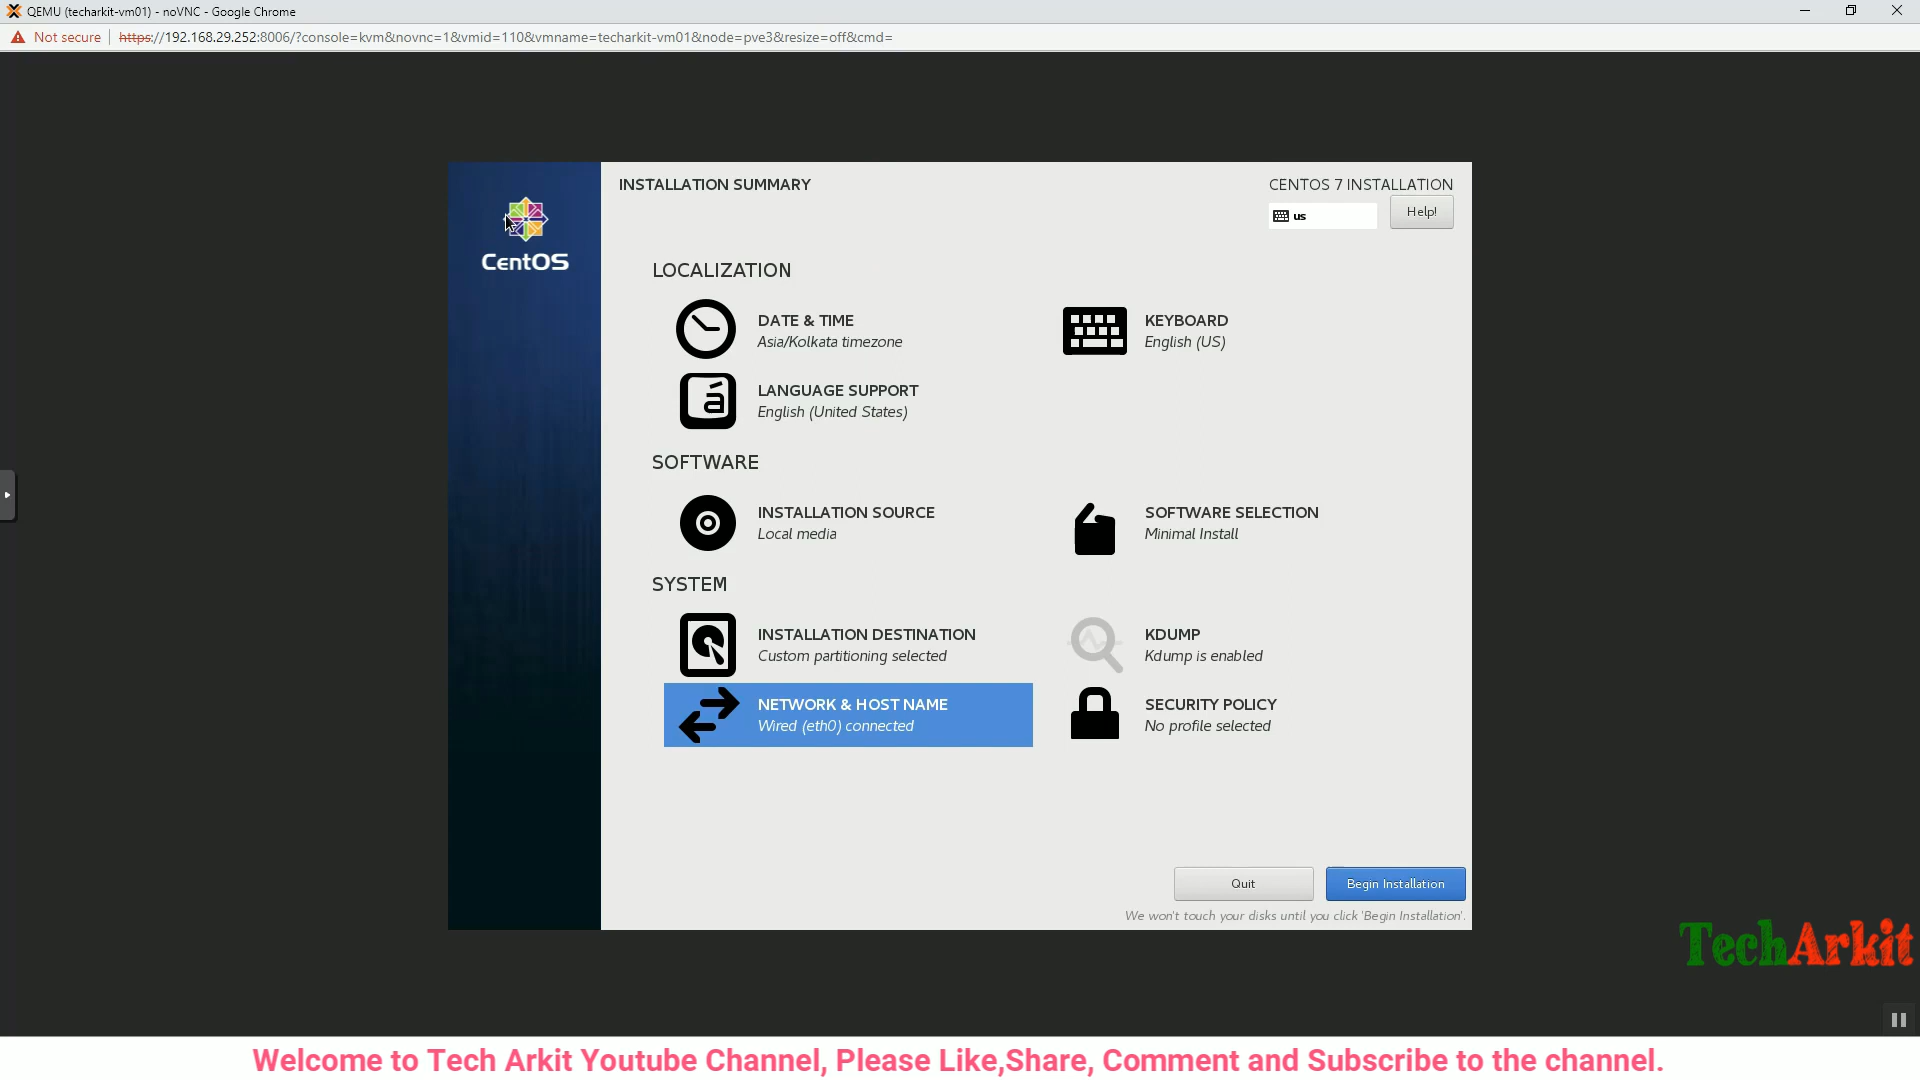 QEMU (techarkit-vm01) - noVNC - Google Chrome
Not secure | https://192.168.29.252:8006/?console=kvm&novnc=1&vmid=110&vmname=techarkit-vm01&node=pve3&resize=off&cmd=
CentOS
INSTALLATION SUMMARY
CENTOS 7 INSTALLATION
us
Help!
LOCALIZATION
DATE & TIME
Asia/Kolkata timezone
KEYBOARD
English (US)
LANGUAGE SUPPORT
English (United States)
SOFTWARE
INSTALLATION SOURCE
Local media
SOFTWARE SELECTION
Minimal Install
SYSTEM
INSTALLATION DESTINATION
Custom partitioning selected
KDUMP
Kdump is enabled
NETWORK & HOST NAME
Wired (eth0) connected
SECURITY POLICY
No profile selected
Quit
Begin Installation
We won't touch your disks until you click 'Begin Installation'.
TechArkit
Welcome to Tech Arkit Youtube Channel, Please Like,Share, Comment and Subscribe to the channel.